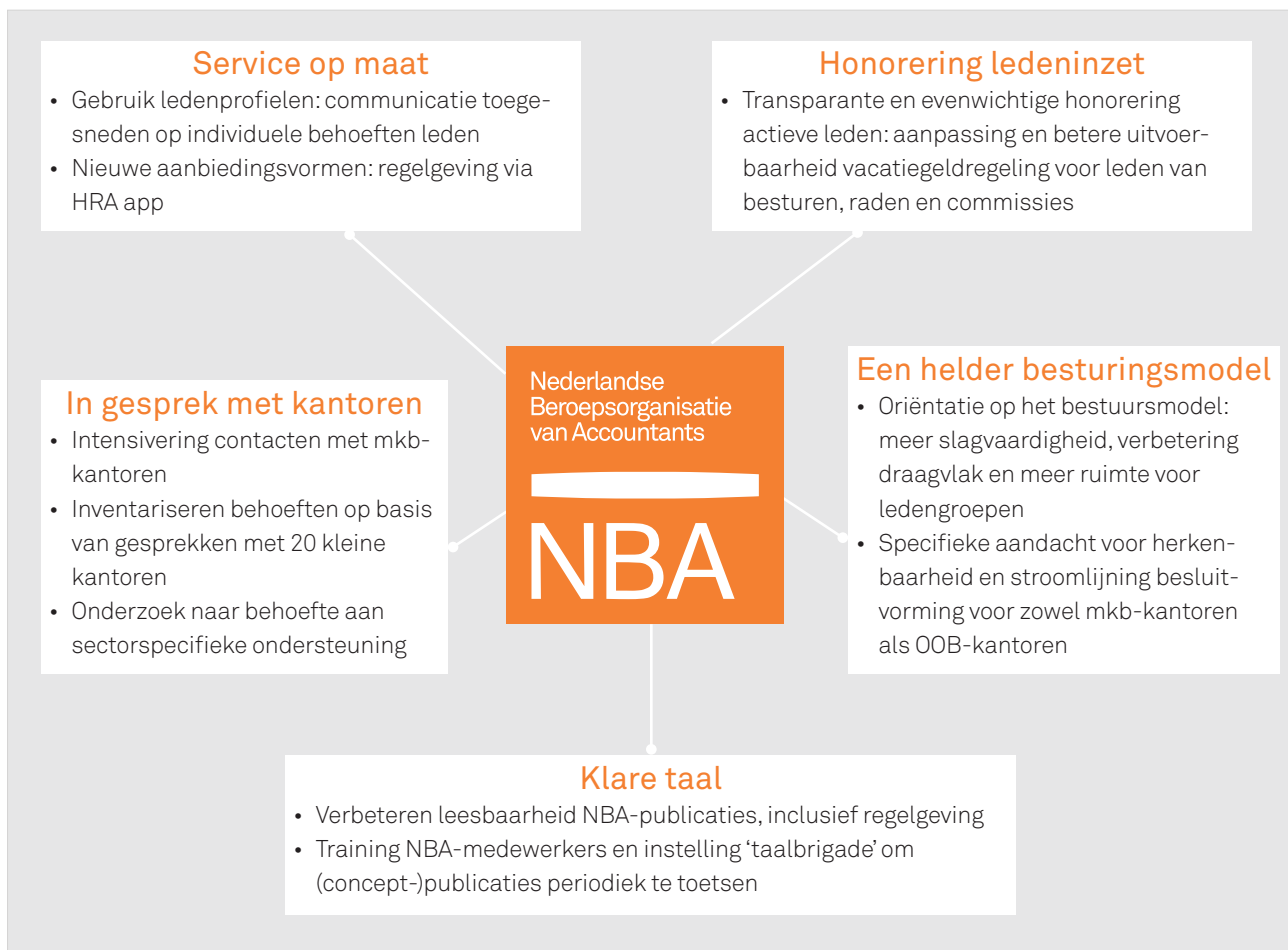 Service op maat
• Gebruik ledenprofielen: communicatie toege-
sneden op individuele behoeften leden
• Nieuwe aanbiedingsvormen: regelgeving via
HRA app
Honorering ledeninzet
• Transparante en evenwichtige honorering
actieve leden: aanpassing en betere uitvoer-
baarheid vacatiegeldregeling voor leden van
besturen, raden en commissies
In gesprek met kantoren
• Intensivering contacten met mkb-
kantoren
• Inventariseren behoeften op basis
van gesprekken met 20 kleine
kantoren
• Onderzoek naar behoefte aan
sectorspecifieke ondersteuning
Nederlandse
Beroepsorganisatie
van Accountants
NBA
Een helder besturingsmodel
• Oriëntatie op het bestuursmodel:
meer slagvaardigheid, verbetering
draagvlak en meer ruimte voor
ledengroepen
• Specifieke aandacht voor herken-
baarheid en stroomlijning besluit-
vorming voor zowel mkb-kantoren
als OOB-kantoren
Klare taal
• Verbeteren leesbaarheid NBA-publicaties, inclusief regelgeving
• Training NBA-medewerkers en instelling ‘taalbrigade’ om
(concept-)publicaties periodiek te toetsen